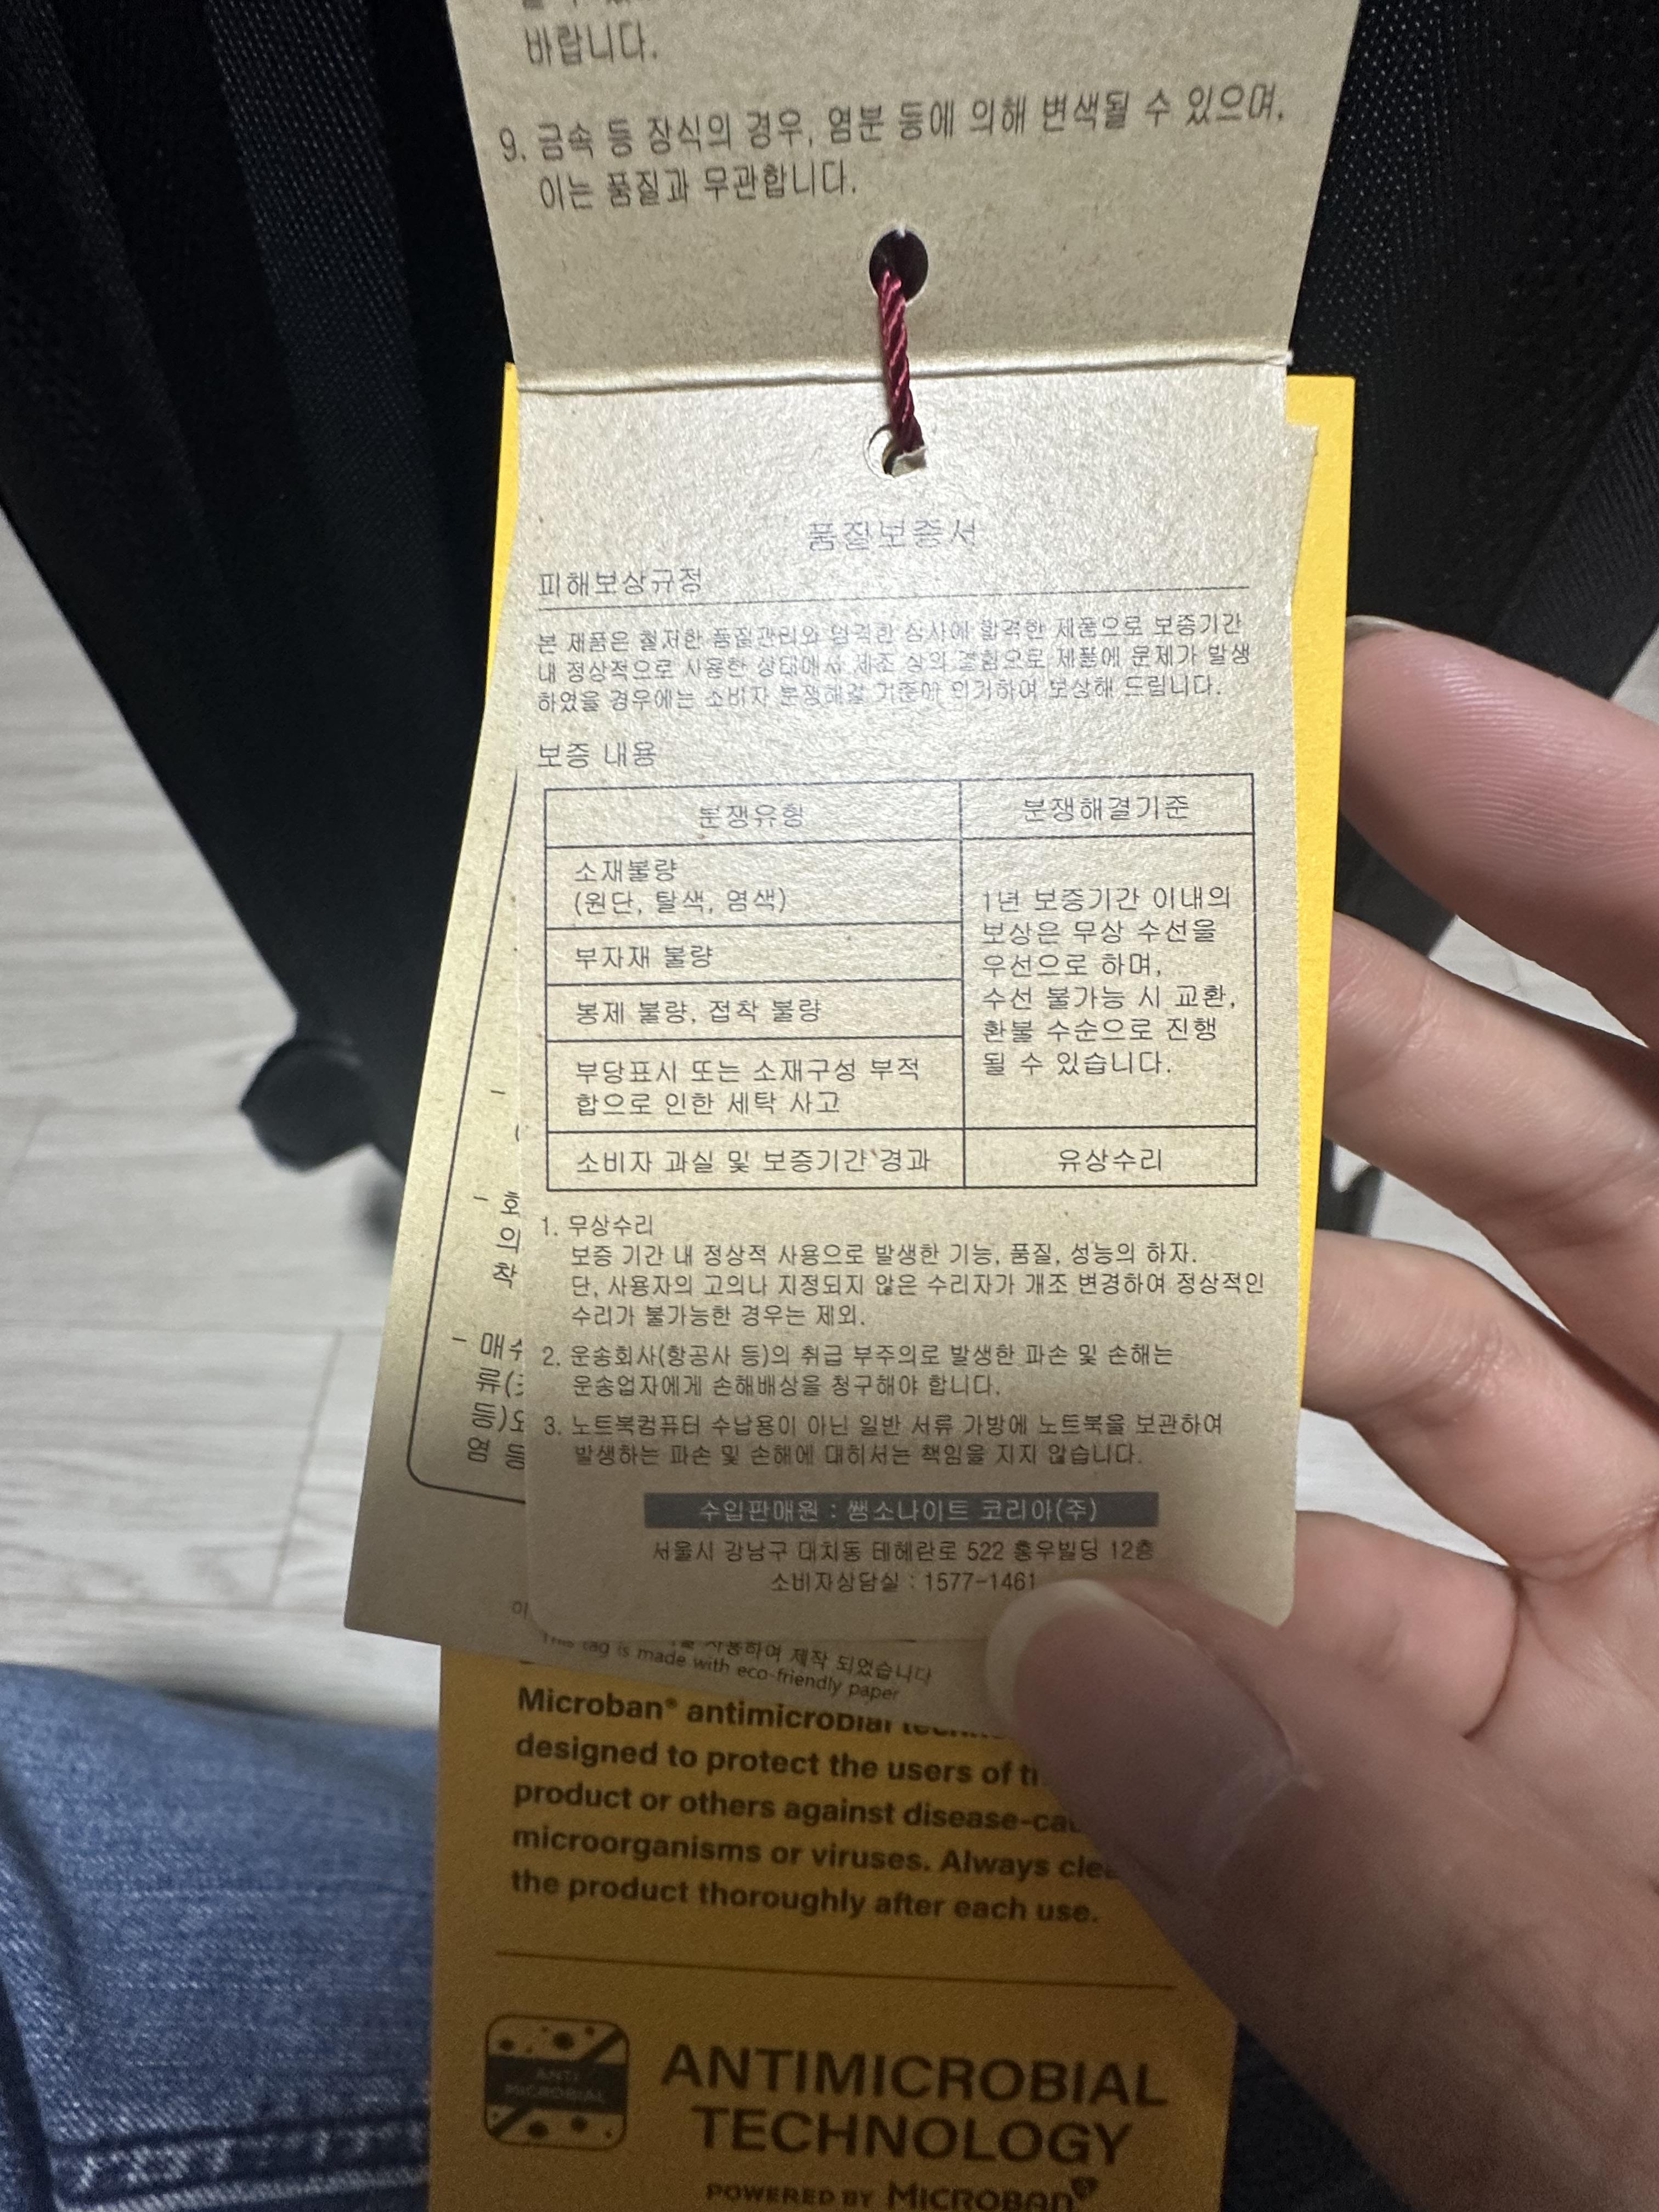 바랍니다.
9. 금속 등 장식의 경우, 염분 등에 의해 변색될 수 있으며,
이는 품질과 무관합니다.
품질보증서
피해보상규정
본 제품은 철저한 품질관리와 엄격한 심사에 합격한 제품으로 보증기간
내 정상적으로 사용한 상태에서 제조 상의 결함으로 제품에 문제가 발생
하였을 경우에는 소비자 분쟁해결 기준에 의거하여 보상해 드립니다.
보증 내용
분쟁유형
분쟁해결기준
소재불량
(원단, 탈색, 염색)
부자재 불량
봉제 불량, 접착 불량
부당표시 또는 소재구성 부적
합으로 인한 세탁 사고
1년 보증기간 이내의
보상은 무상 수선을
우선으로 하며,
수선 불가능 시 교환,
환불 수순으로 진행
될 수 있습니다.
소비자 과실 및 보증기간 경과
유상수리
1. 무상수리
보증 기간 내 정상적 사용으로 발생한 기능, 품질, 성능의 하자.
단, 사용자의 고의나 지정되지 않은 수리자가 개조 변경하여 정상적인
수리가 불가능한 경우는 제외.
2. 운송회사(항공사 등)의 취급 부주의로 발생한 파손 및 손해는
운송업자에게 손해배상을 청구해야 합니다.
3. 노트북컴퓨터 수납용이 아닌 일반 서류 가방에 노트북을 보관하여
발생하는 파손 및 손해에 대히서는 책임을 지지 않습니다.
수입판매원 : 쌤소나이트 코리아(주)
서울시 강남구 대치동 테헤란로 522 홍우빌딩 12층
소비자상담실 : 1577-1461
사용하여 제작 되었습니다
This tag is made with eco-friendly paper
Microban® antimicrobial
designed to protect the users of
product or others against
microorganisms or viruses. Always
the product thoroughly after each use.
ANTI
MICROBIAL
ANTIMICROBIAL
TECHNOLOGY
POWERED BY MICROBAN